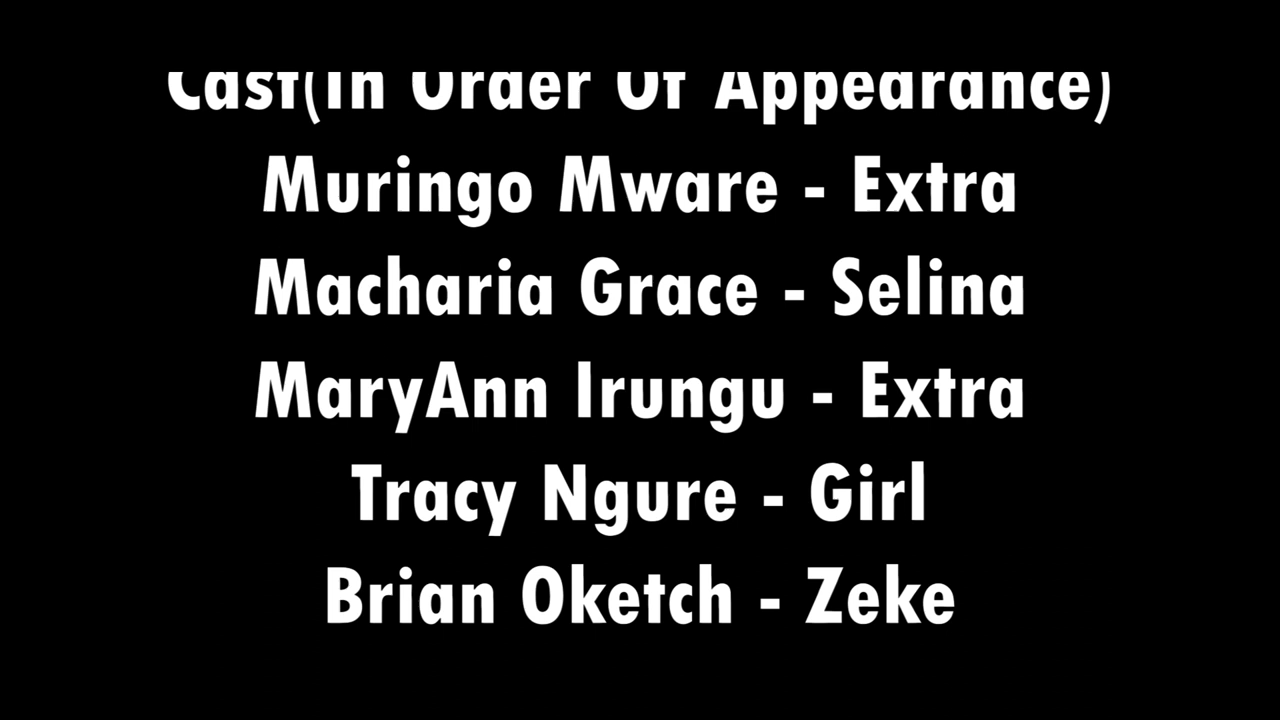 Cast(In Order Of Appearance)
Muringo Mware - Extra
Macharia Grace - Selina
MaryAnn Irungu - Extra
Tracy Ngure - Girl
Brian Oketch - Zeke